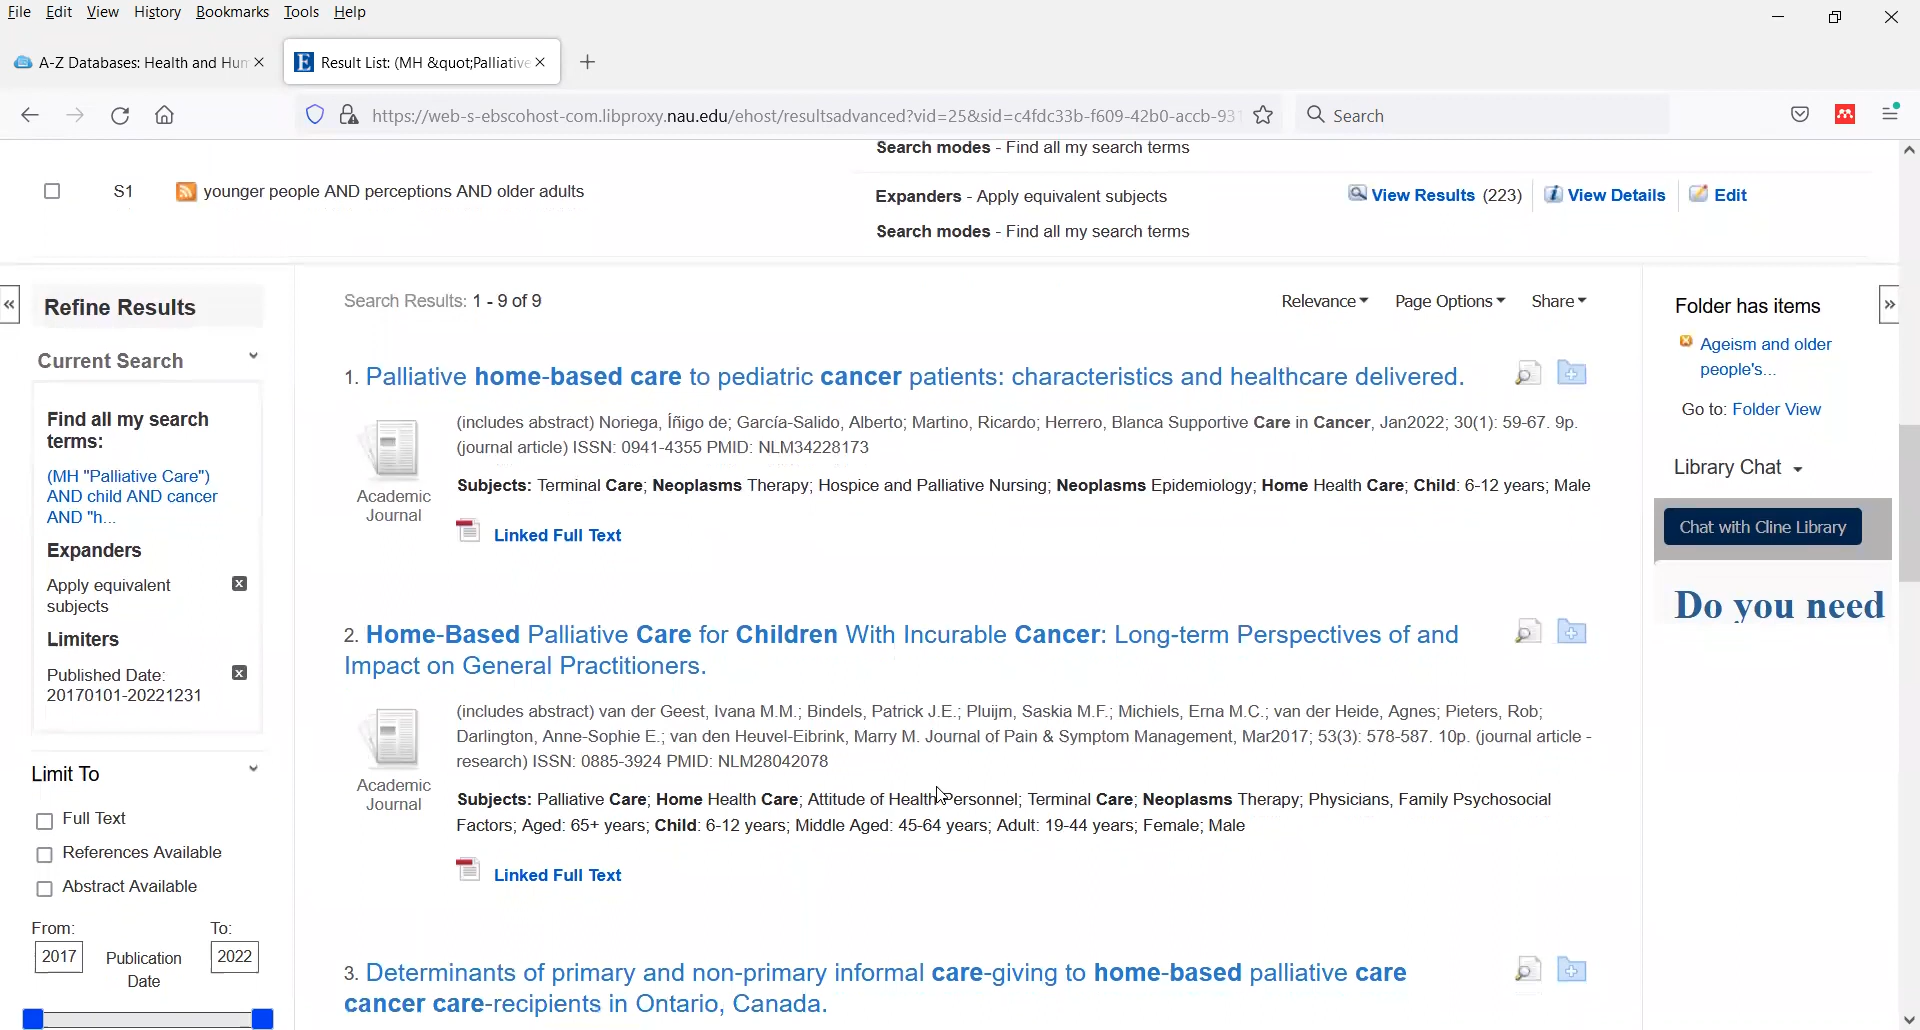 File Edit View History Bookmarks Tools Help
A-Z Databases: Health and Hum
Result List: (MH &quot;Palliative
https://web-s-ebscohost-com.libproxy.nau.edu/ehost/resultsadvanced?vid=25&sid=c4fdc33b-f609-42b0-accb-931
Search
Search modes - Find all my search terms
S1 younger people AND perceptions AND older adults
Expanders - Apply equivalent subjects
View Results (223) View Details Edit
Search modes - Find all my search terms
Refine Results
Current Search
Find all my search
terms:
(MH "Palliative Care")
AND child AND cancer
AND "h...
Expanders
Apply equivalent
subjects
Limiters
Published Date:
20170101-20221231
Limit To
Full Text
References Available
Abstract Available
From: To:
2017 Publication 2022
Date
Search Results: 1 - 9 of 9
Relevance Page Options Share
1. Palliative home-based care to pediatric cancer patients: characteristics and healthcare delivered.
(includes abstract) Noriega, Íñigo de; García-Salido, Alberto; Martino, Ricardo; Herrero, Blanca Supportive Care in Cancer, Jan2022; 30(1): 59-67. 9p.
(journal article) ISSN: 0941-4355 PMID: NLM34228173
Academic
Journal
Subjects: Terminal Care; Neoplasms Therapy; Hospice and Palliative Nursing; Neoplasms Epidemiology; Home Health Care; Child: 6-12 years; Male
Linked Full Text
2. Home-Based Palliative Care for Children With Incurable Cancer: Long-term Perspectives of and
Impact on General Practitioners.
(includes abstract) van der Geest, Ivana M.M.; Bindels, Patrick J.E.; Pluijm, Saskia M.F.; Michiels, Erna M.C.; van der Heide, Agnes; Pieters, Rob;
Darlington, Anne-Sophie E.; van den Heuvel-Eibrink, Marry M. Journal of Pain & Symptom Management, Mar2017; 53(3): 578-587. 10p. (journal article -
research) ISSN: 0885-3924 PMID: NLM28042078
Academic
Journal
Subjects: Palliative Care; Home Health Care; Attitude of Health Personnel; Terminal Care; Neoplasms Therapy; Physicians, Family Psychosocial
Factors; Aged: 65+ years; Child: 6-12 years; Middle Aged: 45-64 years; Adult: 19-44 years; Female; Male
Linked Full Text
3. Determinants of primary and non-primary informal care-giving to home-based palliative care
cancer care-recipients in Ontario, Canada.
Folder has items
Ageism and older
people's...
Go to: Folder View
Library Chat
Chat with Cline Library
Do you need